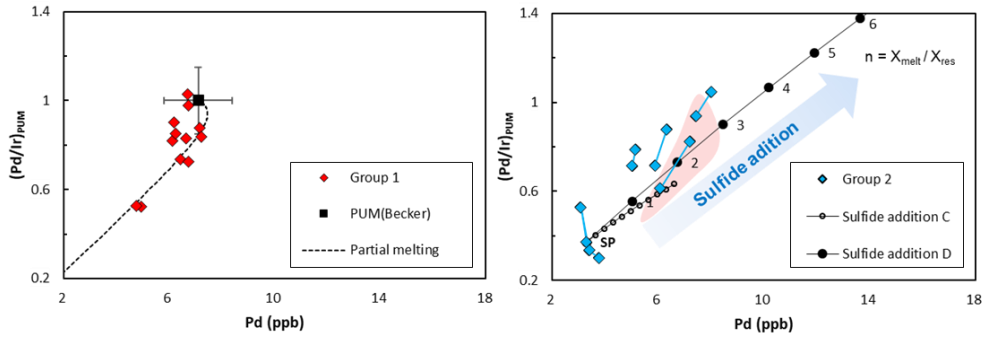 1.4
1
0.6
0.2
(Pd/Ir)PUM
2
6
10
14
18
Pd (ppb)
Group 1
PUM(Becker)
Partial melting
1.4
1
0.6
0.2
(Pd/Ir)PUM
2
6
10
14
18
Pd (ppb)
6
5
4
3
2
1
SP
n = Xmelt / Xres
Sulfide adition
Group 2
Sulfide addition C
Sulfide addition D